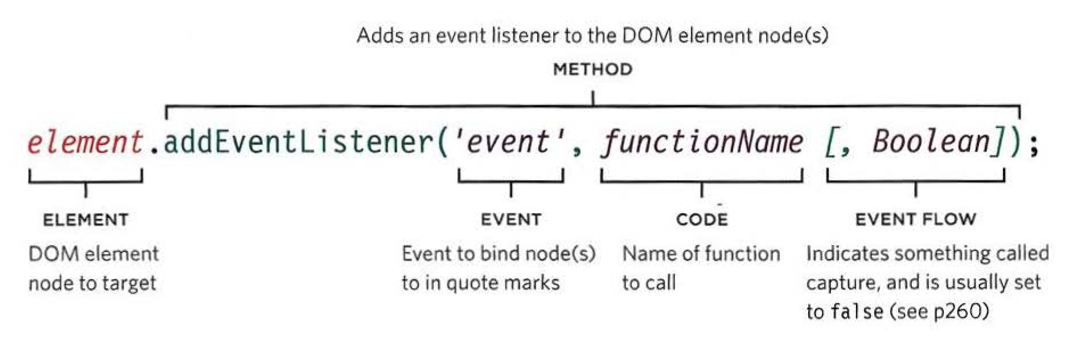 Adds an event listener to the DOM element node(s)
METHOD
element.addEventListener('event', functionName [, Boolean]);
ELEMENT EVENT CODE EVENT FLOW
DOM element Event to bind node(s) Name of function Indicates something called
node to target to in quote marks to call capture, and is usually set
to false (see p260)